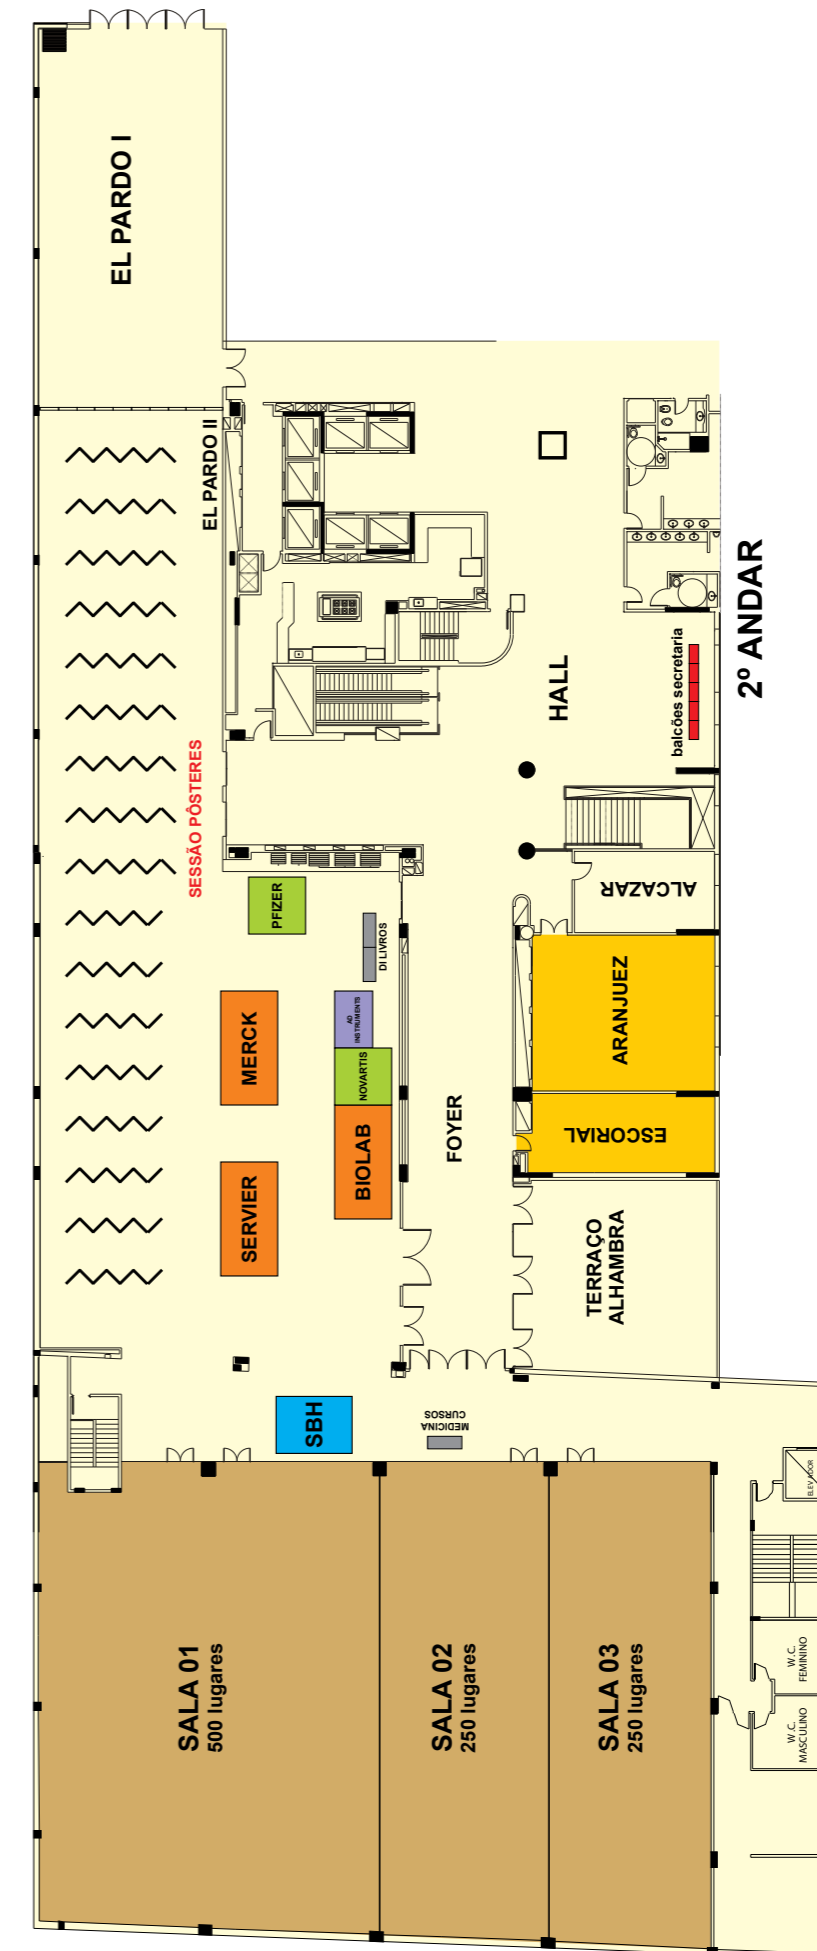 EL PARDO I
EL PARDO II
SESSÃO PÔSTERES
2º ANDAR
HALL
balcões secretaria
PFIZER
DI LIVROS
ALCAZAR
MERCK
AD
INSTRUMENTS
NOVARTIS
ARANJUEZ
BIOLAB
FOYER
ESCORIAL
SERVIER
TERRAÇO
ALHAMBRA
SBH
MEDICINA
CURSOS
ELEVADOR
SALA 01
500 lugares
SALA 02
250 lugares
SALA 03
250 lugares
W.C.
FEMININO
W.C.
MASCULINO